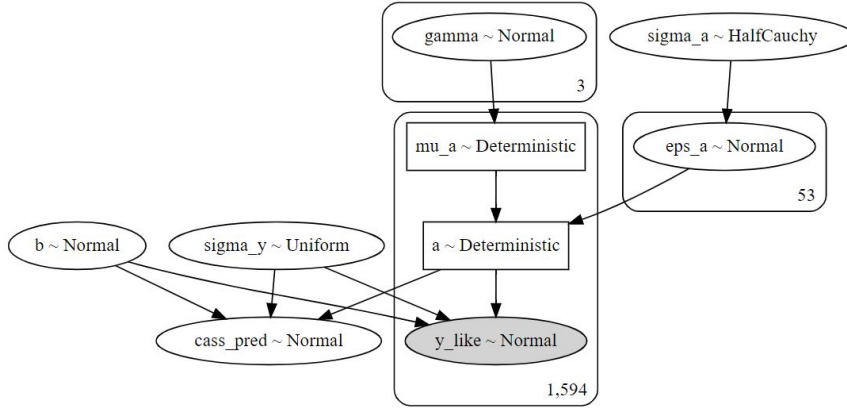 gamma ~ Normal
sigma_a ~ HalfCauchy
3
mu_a ~ Deterministic
eps_a ~ Normal
53
b ~ Normal
sigma_y ~ Uniform
a ~ Deterministic
cass_pred ~ Normal
y_like ~ Normal
1,594